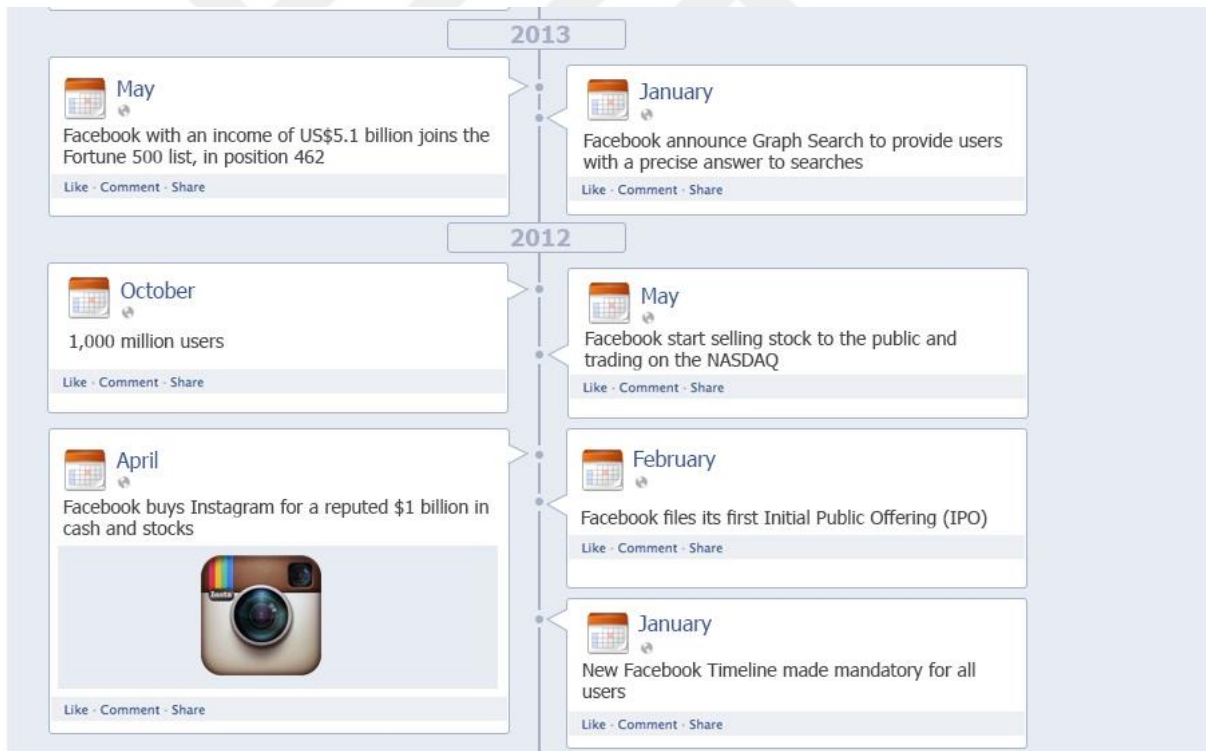 2013
May
Facebook with an income of US$5.1 billion joins the
Fortune 500 list, in position 462
Like · Comment · Share
January
Facebook announce Graph Search to provide users
with a precise answer to searches
Like · Comment · Share
2012
October
1,000 million users
Like · Comment · Share
May
Facebook start selling stock to the public and
trading on the NASDAQ
Like · Comment · Share
April
Facebook buys Instagram for a reputed $1 billion in
cash and stocks
Insta
Like · Comment · Share
February
Facebook files its first Initial Public Offering (IPO)
Like · Comment · Share
January
New Facebook Timeline made mandatory for all
users
Like · Comment · Share